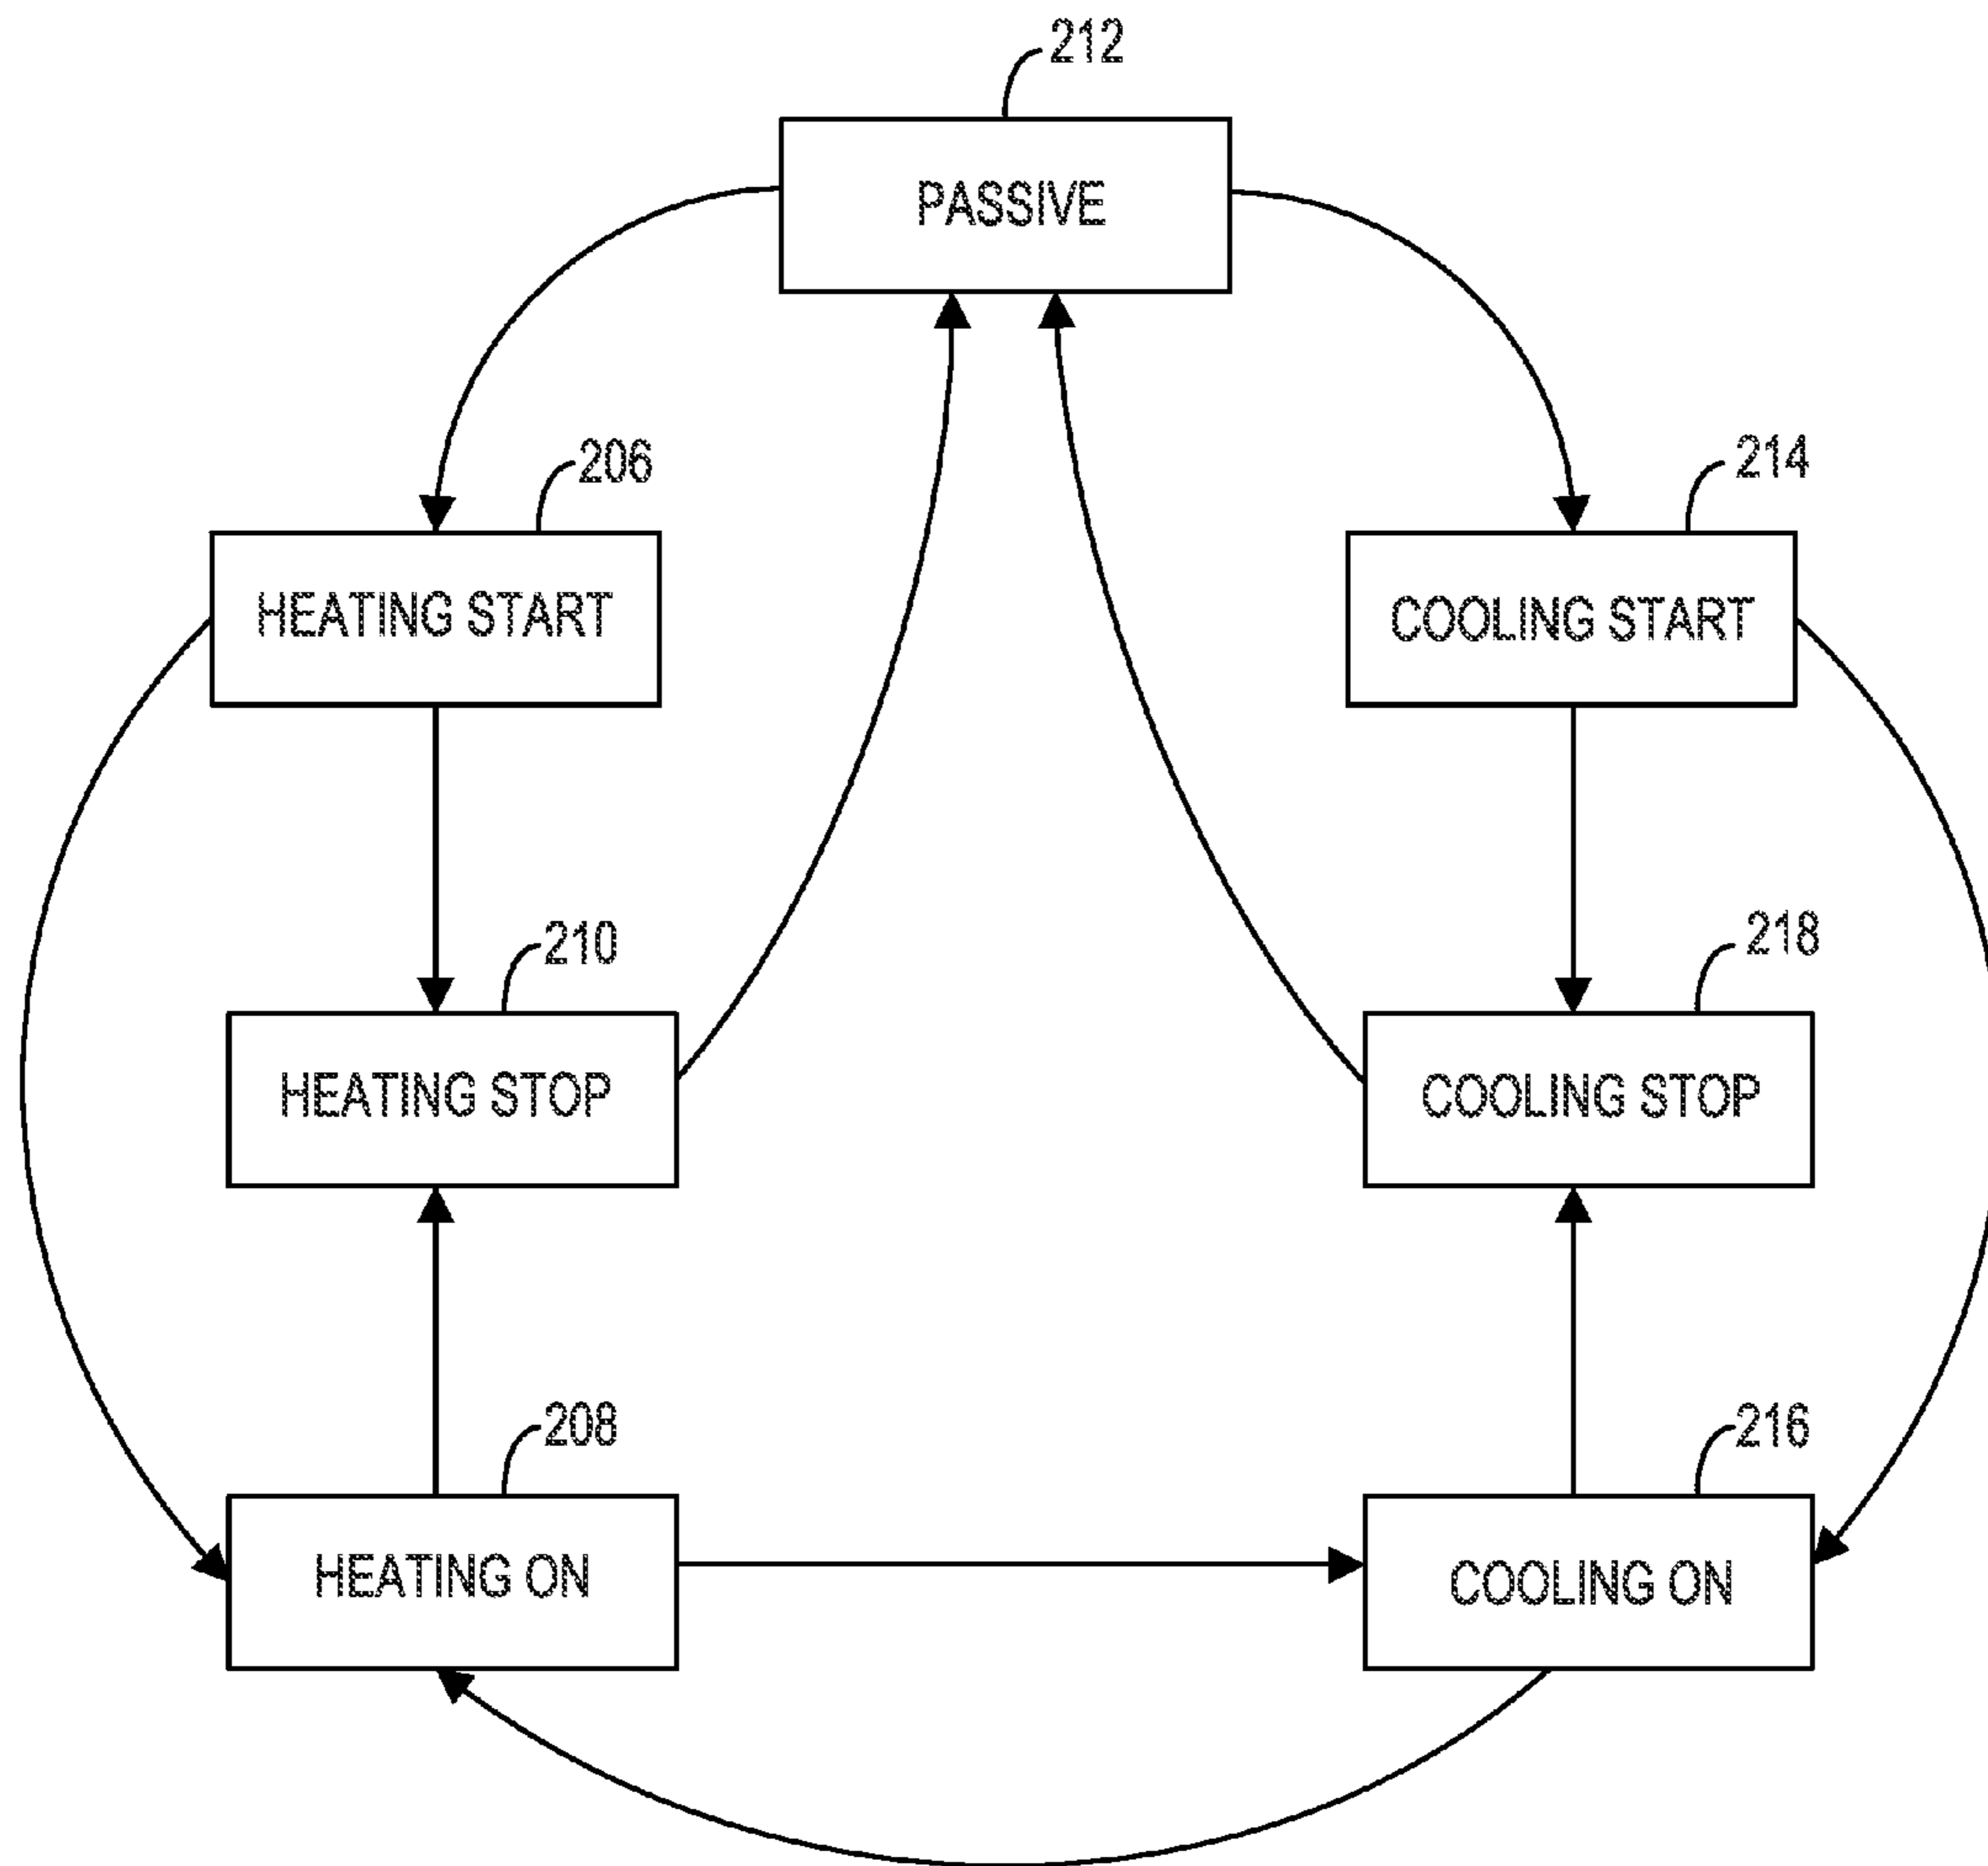 212
PASSIVE
206
214
HEATING START
COOLING START
210
218
HEATING STOP
COOLING STOP
208
216
HEATING ON
COOLING ON